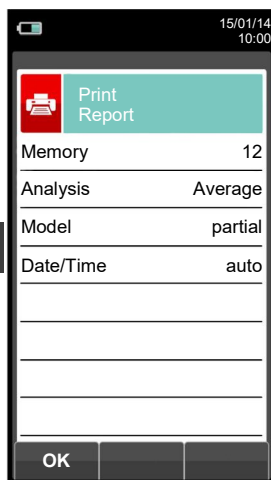 15/01/14
10:00
Print
Report
Memory 12
Analysis Average
Model partial
Date/Time auto
OK